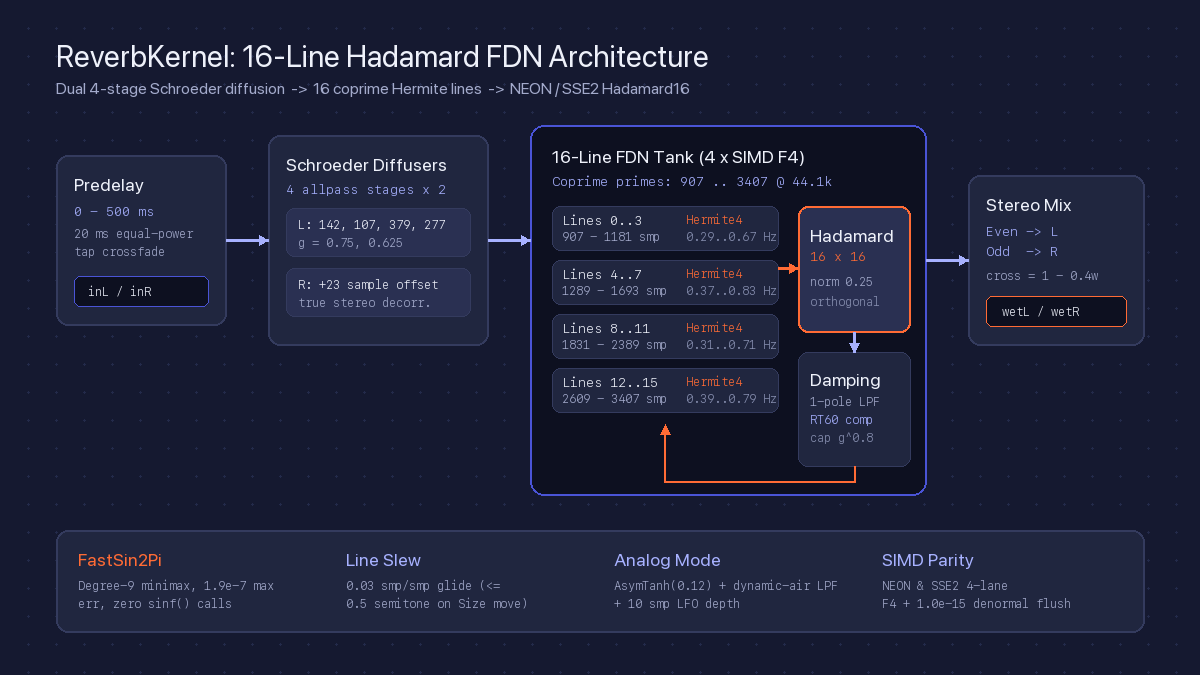 ReverbKernel: 16-Line Hadamard FDN Architecture
Dual 4-stage Schroeder diffusion -> 16 coprime Hermite lines -> NEON / SSE2 Hadamard16
Predelay
0 – 500 ms
20 ms equal-power
tap crossfade
inL / inR
Schroeder Diffusers
4 allpass stages x 2
L: 142, 107, 379, 277
g = 0.75, 0.625
R: +23 sample offset
true stereo decorr.
16-Line FDN Tank (4 x SIMD F4)
Coprime primes: 907 .. 3407 @ 44.1k
Lines 0..3 Hermite4
907 – 1181 smp 0.29..0.67 Hz
Lines 4..7 Hermite4
1289 – 1693 smp 0.37..0.83 Hz
Lines 8..11 Hermite4
1831 – 2389 smp 0.31..0.71 Hz
Lines 12..15 Hermite4
2609 – 3407 smp 0.39..0.79 Hz
Hadamard
16 x 16
norm 0.25
orthogonal
Damping
1-pole LPF
RT60 comp
cap g^0.8
Stereo Mix
Even -> L
Odd -> R
cross = 1 – 0.4w
wetL / wetR
FastSin2Pi
Degree-9 minimax, 1.9e-7 max
err, zero sinf() calls
Line Slew
0.03 smp/smp glide (<=
0.5 semitone on Size move)
Analog Mode
AsymTanh(0.12) + dynamic-air LPF
+ 10 smp LFO depth
SIMD Parity
NEON & SSE2 4-lane
F4 + 1.0e-15 denormal flush